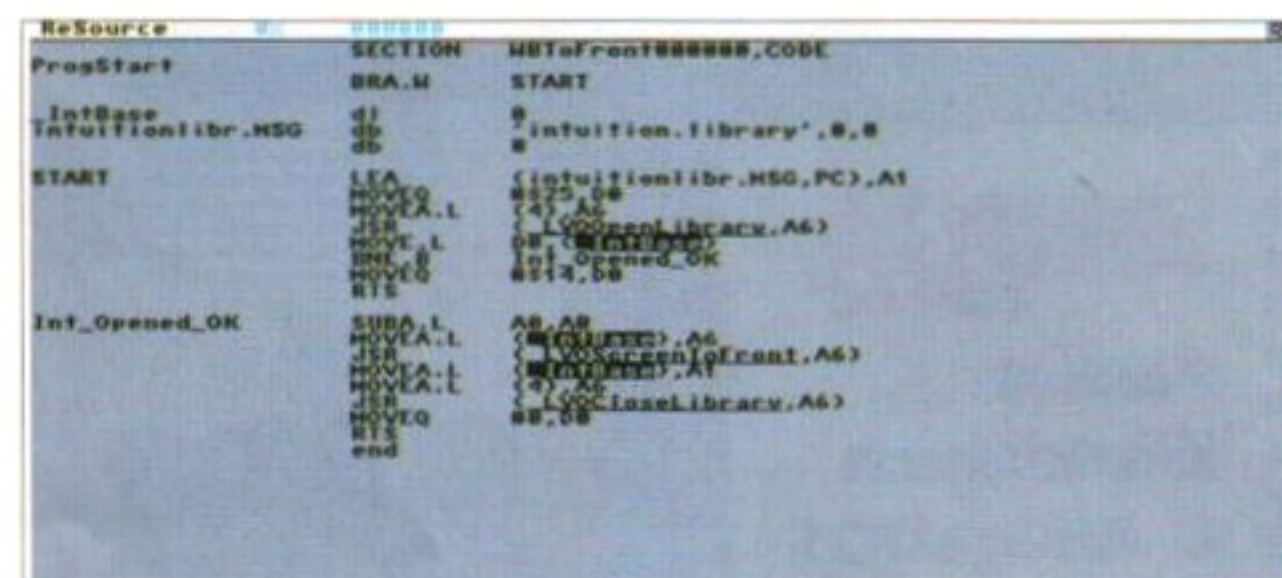 ReSource
SECTION WBToFront000000,CODE
ProgStart
BRA.W START
_IntBase dl 0
intuitionlibr.MSG db 'intuition.library',0,0
db 0
START LEA (intuitionlibr.MSG,PC),A1
MOVEQ #$25,D0
MOVEA.L (4),A6
JSR (_LVOOpenLibrary,A6)
MOVE.L D0,(_IntBase)
BNE.B Int_Opened_OK
MOVEQ #$14,D0
RTS
Int_Opened_OK SUBA.L A0,A0
MOVEA.L (_IntBase),A6
JSR (_LVOScreenToFront,A6)
MOVEA.L (_IntBase),A1
MOVEA.L (4),A6
JSR (_LVOCloseLibrary,A6)
MOVEQ #0,D0
RTS
end